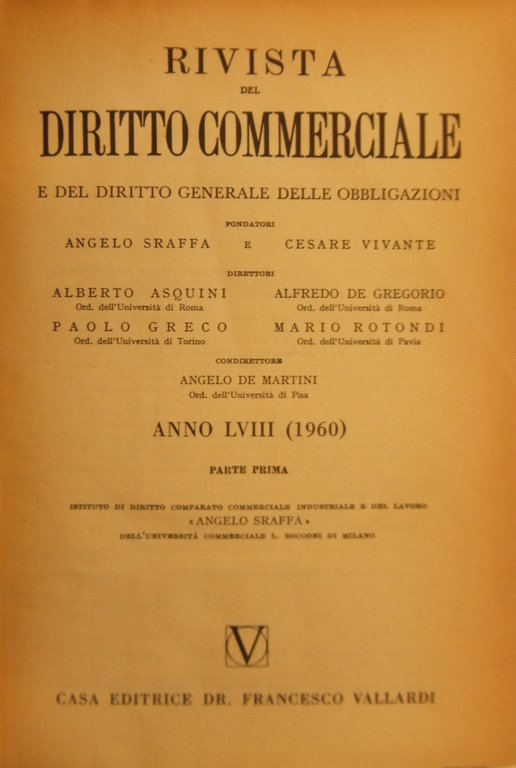 RIVISTA
DEL
DIRITTO COMMERCIALE
E DEL DIRITTO GENERALE DELLE OBBLIGAZIONI
FONDATORI
ANGELO SRAFFA E CESARE VIVANTE
DIRETTORI
ALBERTO ASQUINI ALFREDO DE GREGORIO
Ord. dell'Università di Roma Ord. dell'Università di Roma
PAOLO GRECO MARIO ROTONDI
Ord. dell'Università di Torino Ord. dell'Università di Pavia
CONDIRETTORE
ANGELO DE MARTINI
Ord. dell'Università di Pisa
ANNO LVIII (1960)
PARTE PRIMA
ISTITUTO DI DIRITTO COMPARATO COMMERCIALE INDUSTRIALE E DEL LAVORO
«ANGELO SRAFFA»
DELL'UNIVERSITÀ COMMERCIALE L. BOCCONI DI MILANO
V
CASA EDITRICE DR. FRANCESCO VALLARDI